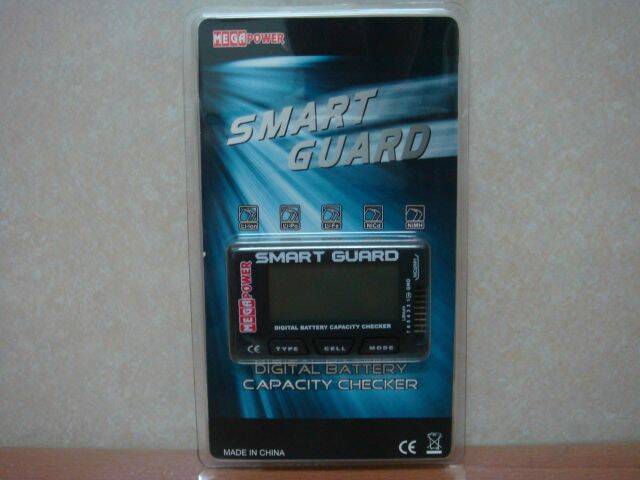 MEGAPOWER
SMART
GUARD
Li-Ion Li-Po Li-Fe NiCd NiMH
SMART GUARD
MEGAPOWER
DIGITAL BATTERY CAPACITY CHECKER
CE TYPE CELL MODE
DIGITAL BATTERY
CAPACITY CHECKER
MADE IN CHINA
CE